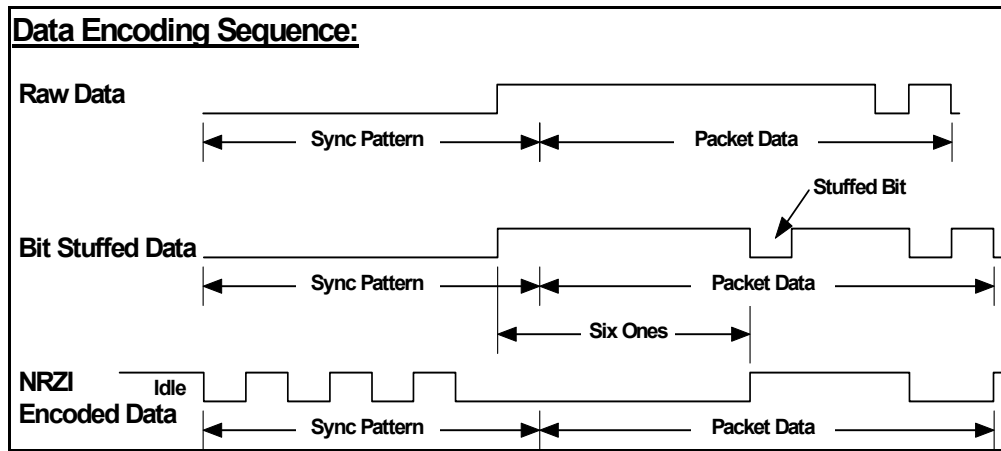 Data Encoding Sequence:
Raw Data
Sync Pattern
Packet Data
Stuffed Bit
Bit Stuffed Data
Sync Pattern
Packet Data
Six Ones
NRZI
Idle
Encoded Data
Sync Pattern
Packet Data